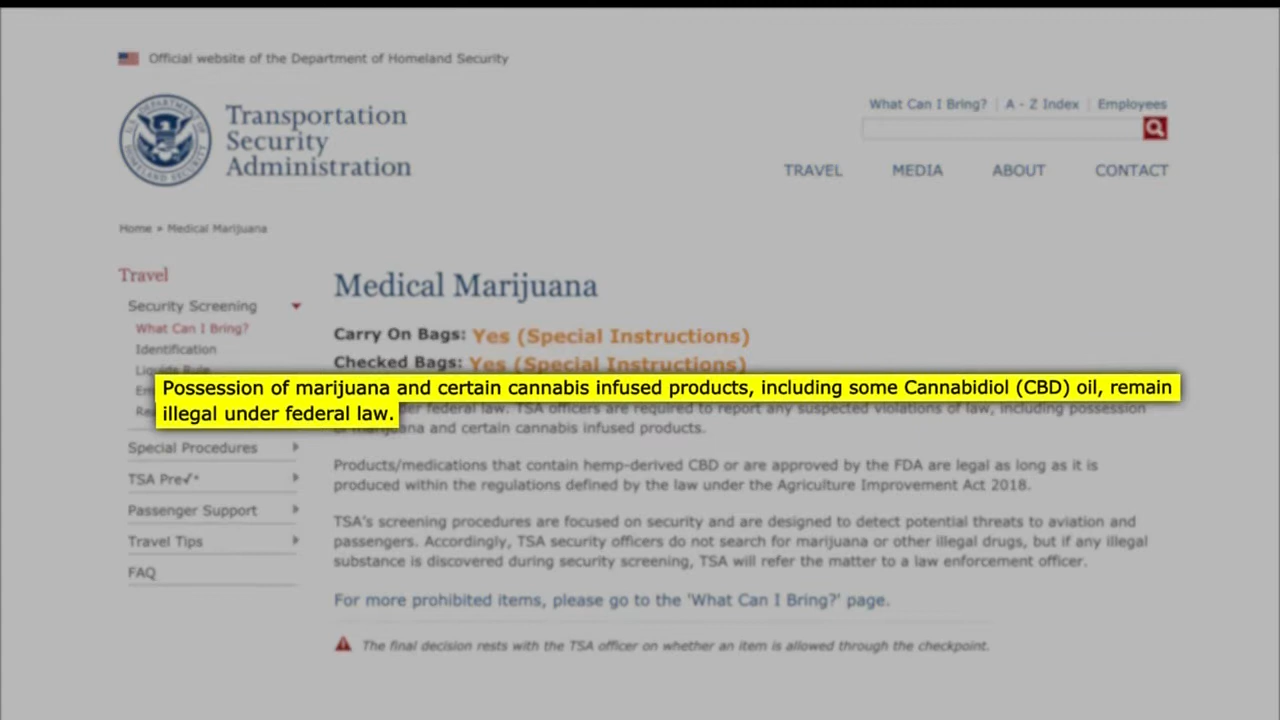 Official website of the Department of Homeland Security
Transportation
Security
Administration
What Can I Bring? | A - Z Index | Employees
TRAVEL MEDIA ABOUT CONTACT
Home » Medical Marijuana
Travel
Security Screening
What Can I Bring?
Identification
Liquids Rule
Special Procedures
TSA Pre✓®
Passenger Support
Travel Tips
FAQ
Medical Marijuana
Carry On Bags: Yes (Special Instructions)
Checked Bags: Yes (Special Instructions)
Possession of marijuana and certain cannabis infused products, including some Cannabidiol (CBD) oil, remain
illegal under federal law.
federal law. TSA officers are required to report any suspected violations of law, including possession
of marijuana and certain cannabis infused products.
Products/medications that contain hemp-derived CBD or are approved by the FDA are legal as long as it is
produced within the regulations defined by the law under the Agriculture Improvement Act 2018.
TSA's screening procedures are focused on security and are designed to detect potential threats to aviation and
passengers. Accordingly, TSA security officers do not search for marijuana or other illegal drugs, but if any illegal
substance is discovered during security screening, TSA will refer the matter to a law enforcement officer.
For more prohibited items, please go to the 'What Can I Bring?' page.
The final decision rests with the TSA officer on whether an item is allowed through the checkpoint.